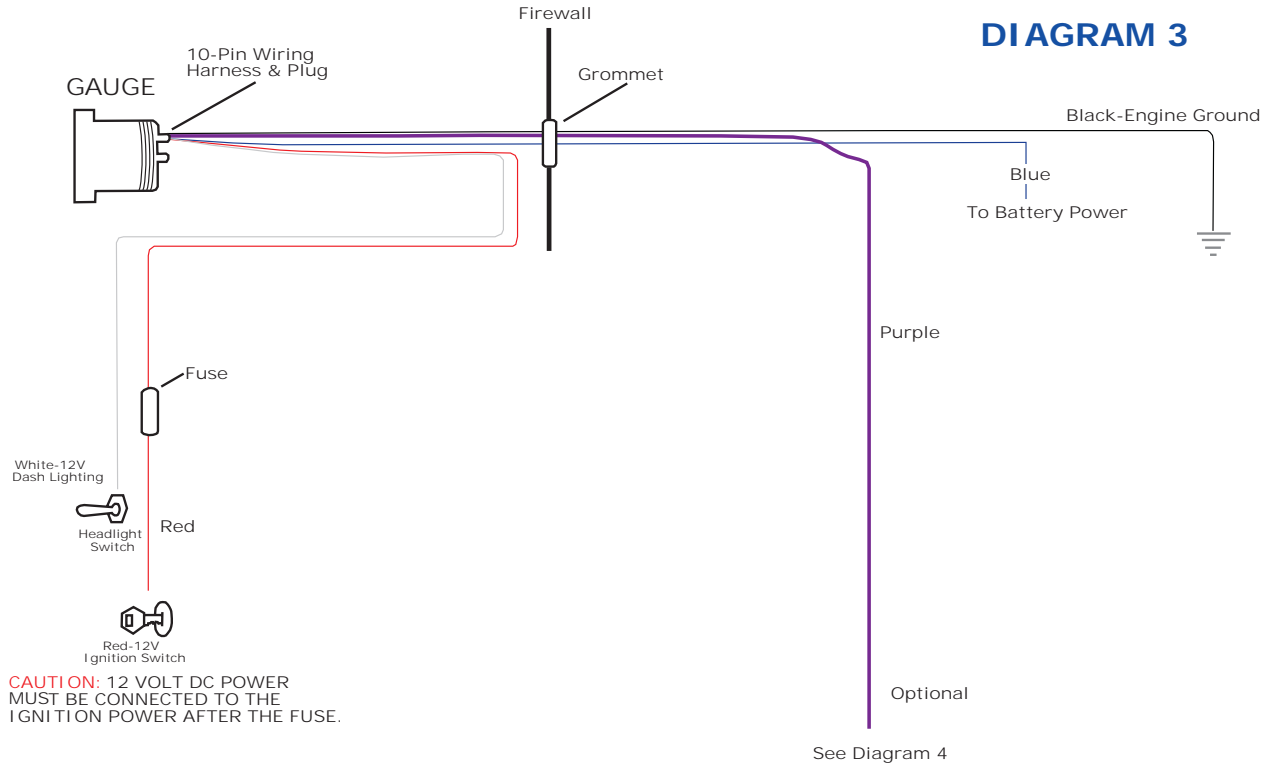 Firewall
DIAGRAM 3
10-Pin Wiring
Harness & Plug
Grommet
GAUGE
Black-Engine Ground
Blue
To Battery Power
Purple
Fuse
White-12V
Dash Lighting
Red
Headlight
Switch
Red-12V
Ignition Switch
CAUTION: 12 VOLT DC POWER
MUST BE CONNECTED TO THE
IGNITION POWER AFTER THE FUSE.
Optional
See Diagram 4